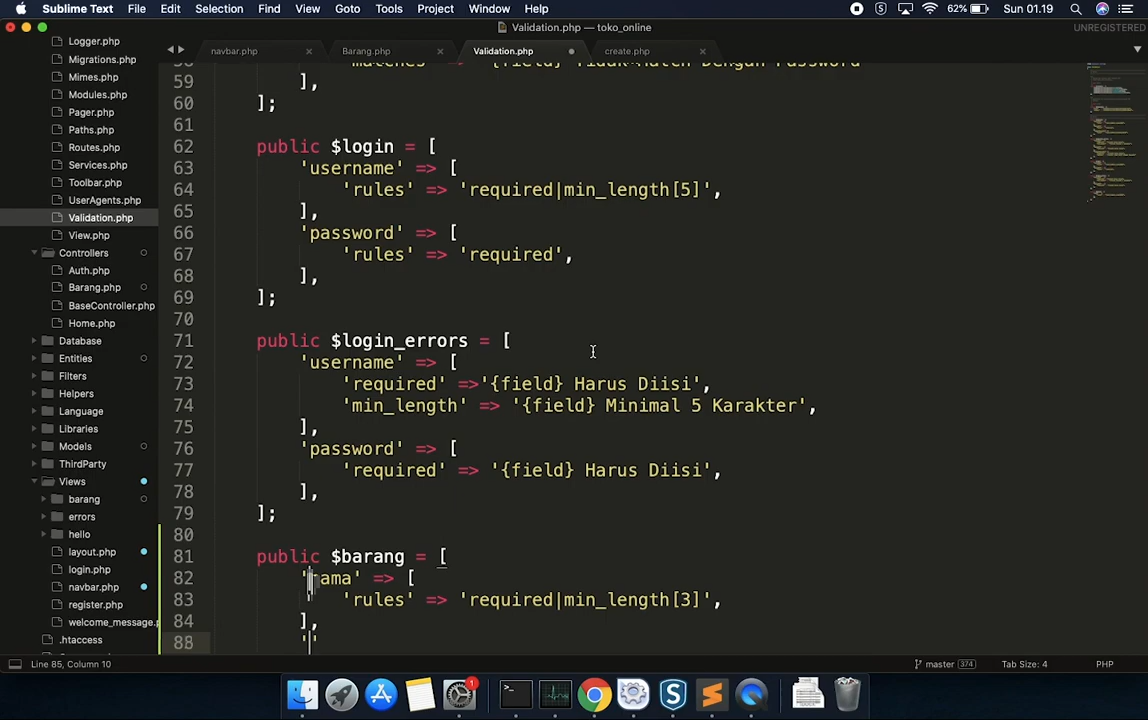 Sublime Text File Edit Selection Find View Goto Tools Project Window Help 62% Sun 01.19
Validation.php — toko_online UNREGISTERED
navbar.php Barang.php Validation.php create.php
Logger.php
Migrations.php
Mimes.php
Modules.php
Pager.php
Paths.php
Routes.php
Services.php
Toolbar.php
UserAgents.php
Validation.php
View.php
Controllers
Auth.php
Barang.php
BaseController.php
Home.php
Database
Entities
Filters
Helpers
Language
Libraries
Models
ThirdParty
Views
barang
errors
hello
layout.php
login.php
navbar.php
register.php
welcome_message.p
.htaccess
59 ],
60 ];
61
62 public $login = [
63 'username' => [
64 'rules' => 'required|min_length[5]',
65 ],
66 'password' => [
67 'rules' => 'required',
68 ],
69 ];
70
71 public $login_errors = [
72 'username' => [
73 'required' =>'{field} Harus Diisi',
74 'min_length' => '{field} Minimal 5 Karakter',
75 ],
76 'password' => [
77 'required' => '{field} Harus Diisi',
78 ],
79 ];
80
81 public $barang = [
82 'nama' => [
83 'rules' => 'required|min_length[3]',
84 ],
''
Line 85, Column 10 master 374 Tab Size: 4 PHP
1